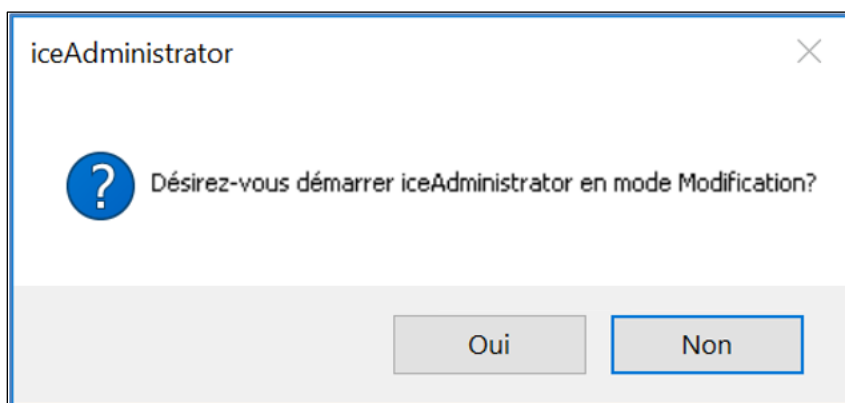 iceAdministrator
?
Désirez-vous démarrer iceAdministrator en mode Modification?
Oui Non